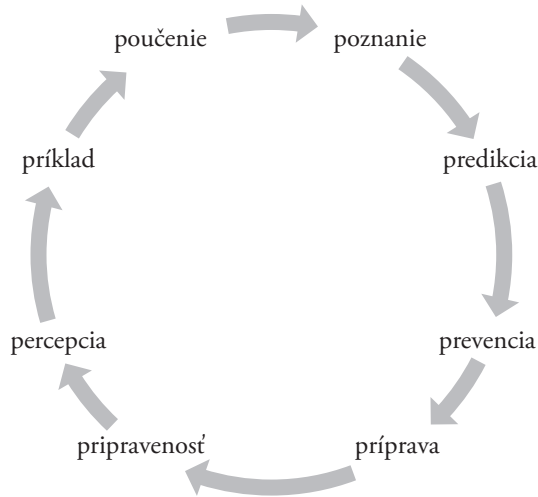 poučenie
poznanie
predikcia
prevencia
príprava
pripravenosť
percepcia
príklad